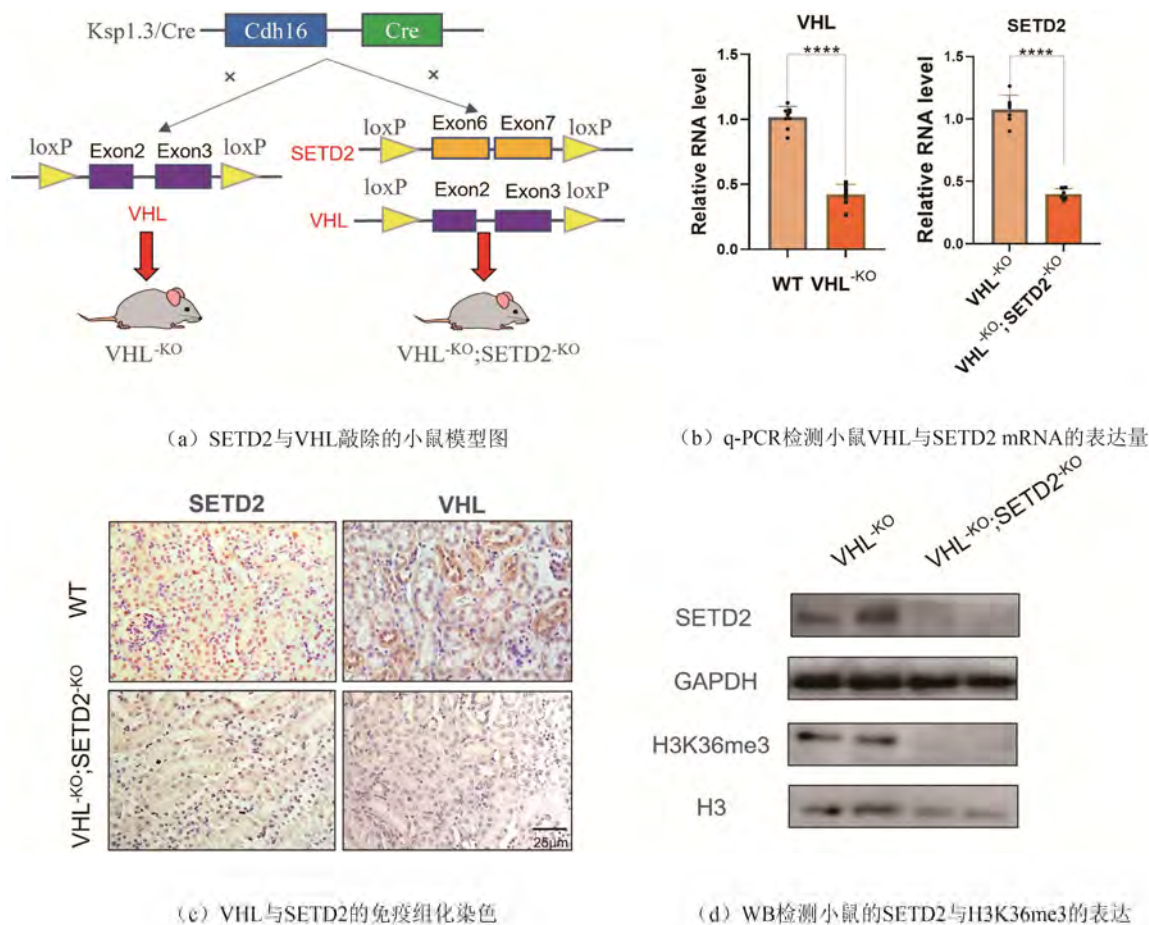 Ksp1.3/Cre
Cdh16
Cre
×
×
loxP
Exon2
Exon3
loxP
VHL
VHL-KO
loxP
Exon6
Exon7
loxP
SETD2
loxP
Exon2
Exon3
loxP
VHL
VHL-KO;SETD2-KO
（a）SETD2与VHL敲除的小鼠模型图
VHL
Relative RNA level
****
1.5
1.0
0.5
1.0
WT
VHL-KO
SETD2
Relative RNA level
****
1.5
1.0
0.5
1.0
VHL-KO
VHL-KO;SETD2-KO
（b）q-PCR检测小鼠VHL与SETD2 mRNA的表达量
SETD2
VHL
WT
VHL-KO;SETD2-KO
25μm
（c）VHL与SETD2的免疫组化染色
VHL-KO
VHL-KO;SETD2-KO
SETD2
GAPDH
H3K36me3
H3
（d）WB检测小鼠的SETD2与H3K36me3的表达